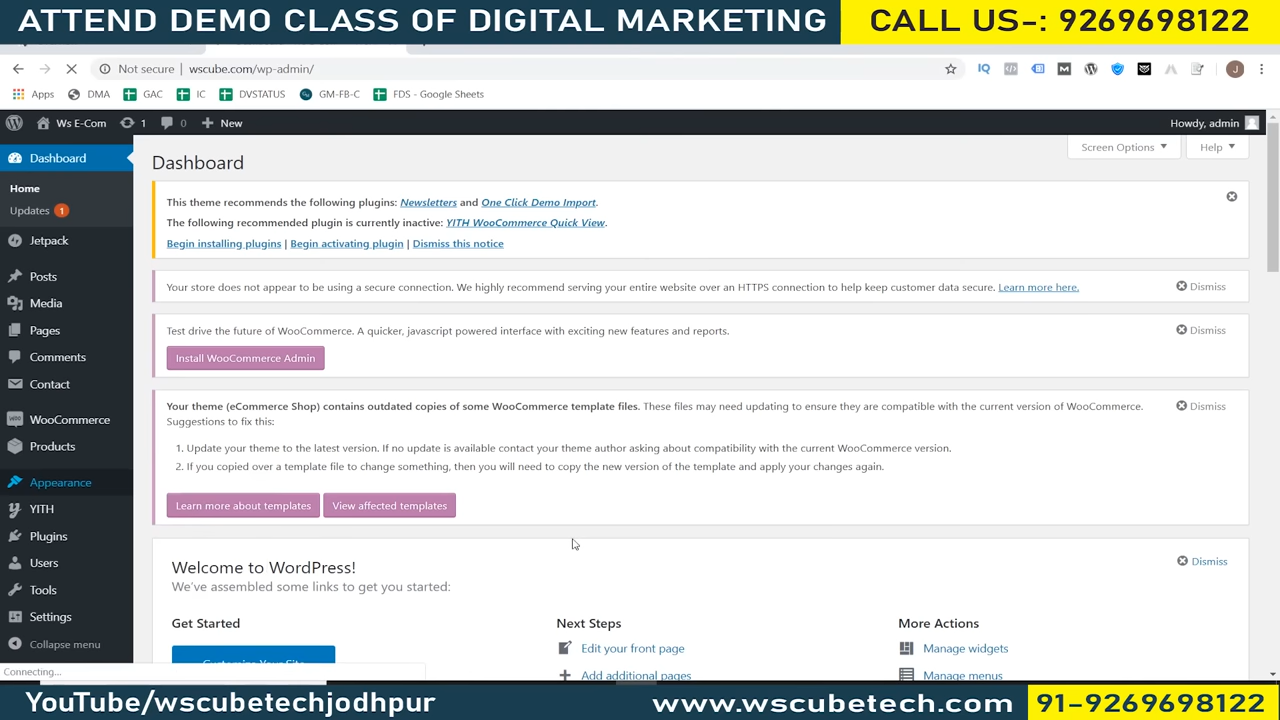 ATTEND DEMO CLASS OF DIGITAL MARKETING
CALL US-: 9269698122
Not secure | wscube.com/wp-admin/
Apps DMA GAC IC DVSTATUS GM-FB-C FDS - Google Sheets
Ws E-Com 1 0 + New Howdy, admin
Dashboard
Home
Updates 1
Jetpack
Posts
Media
Pages
Comments
Contact
WooCommerce
Products
Appearance
YITH
Plugins
Users
Tools
Settings
Collapse menu
Connecting...
Dashboard
Screen Options Help
This theme recommends the following plugins: Newsletters and One Click Demo Import.
The following recommended plugin is currently inactive: YITH WooCommerce Quick View.
Begin installing plugins | Begin activating plugin | Dismiss this notice
Your store does not appear to be using a secure connection. We highly recommend serving your entire website over an HTTPS connection to help keep customer data secure. Learn more here. Dismiss
Test drive the future of WooCommerce. A quicker, javascript powered interface with exciting new features and reports. Dismiss
Install WooCommerce Admin
Your theme (eCommerce Shop) contains outdated copies of some WooCommerce template files. These files may need updating to ensure they are compatible with the current version of WooCommerce. Dismiss
Suggestions to fix this:
1. Update your theme to the latest version. If no update is available contact your theme author asking about compatibility with the current WooCommerce version.
2. If you copied over a template file to change something, then you will need to copy the new version of the template and apply your changes again.
Learn more about templates View affected templates
Welcome to WordPress! Dismiss
We've assembled some links to get you started:
Get Started
Customize Your Site
Next Steps
Edit your front page
Add additional pages
More Actions
Manage widgets
Manage menus
YouTube/wscubetechjodhpur
www.wscubetech.com
91-9269698122